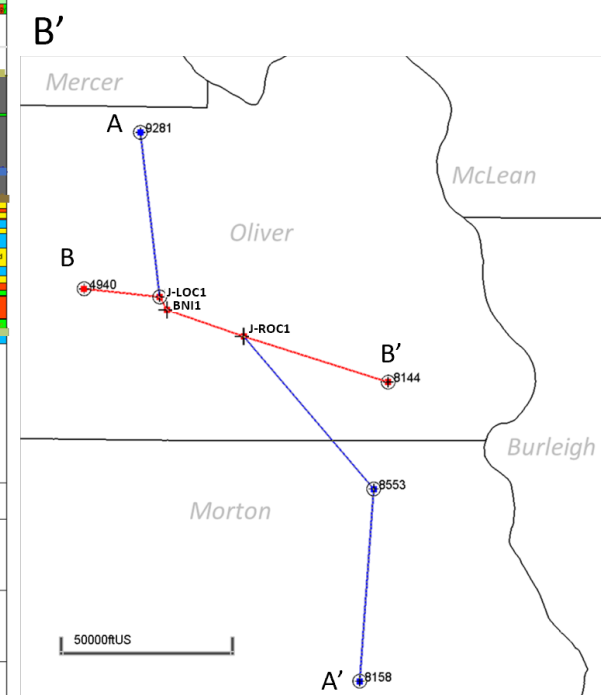 B’
Mercer
A
9281
McLean
Oliver
B
4940
J-LOC1
BNI1
J-ROC1
B’
8144
Burleigh
8553
Morton
50000ftUS
A’
8158